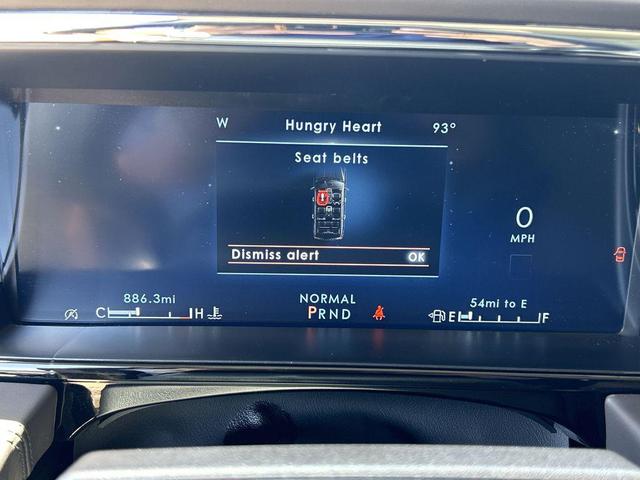 W Hungry Heart 93°
Seat belts
0
MPH
Dismiss alert OK
886.3mi
NORMAL
54mi to E
C H
PRND
E F